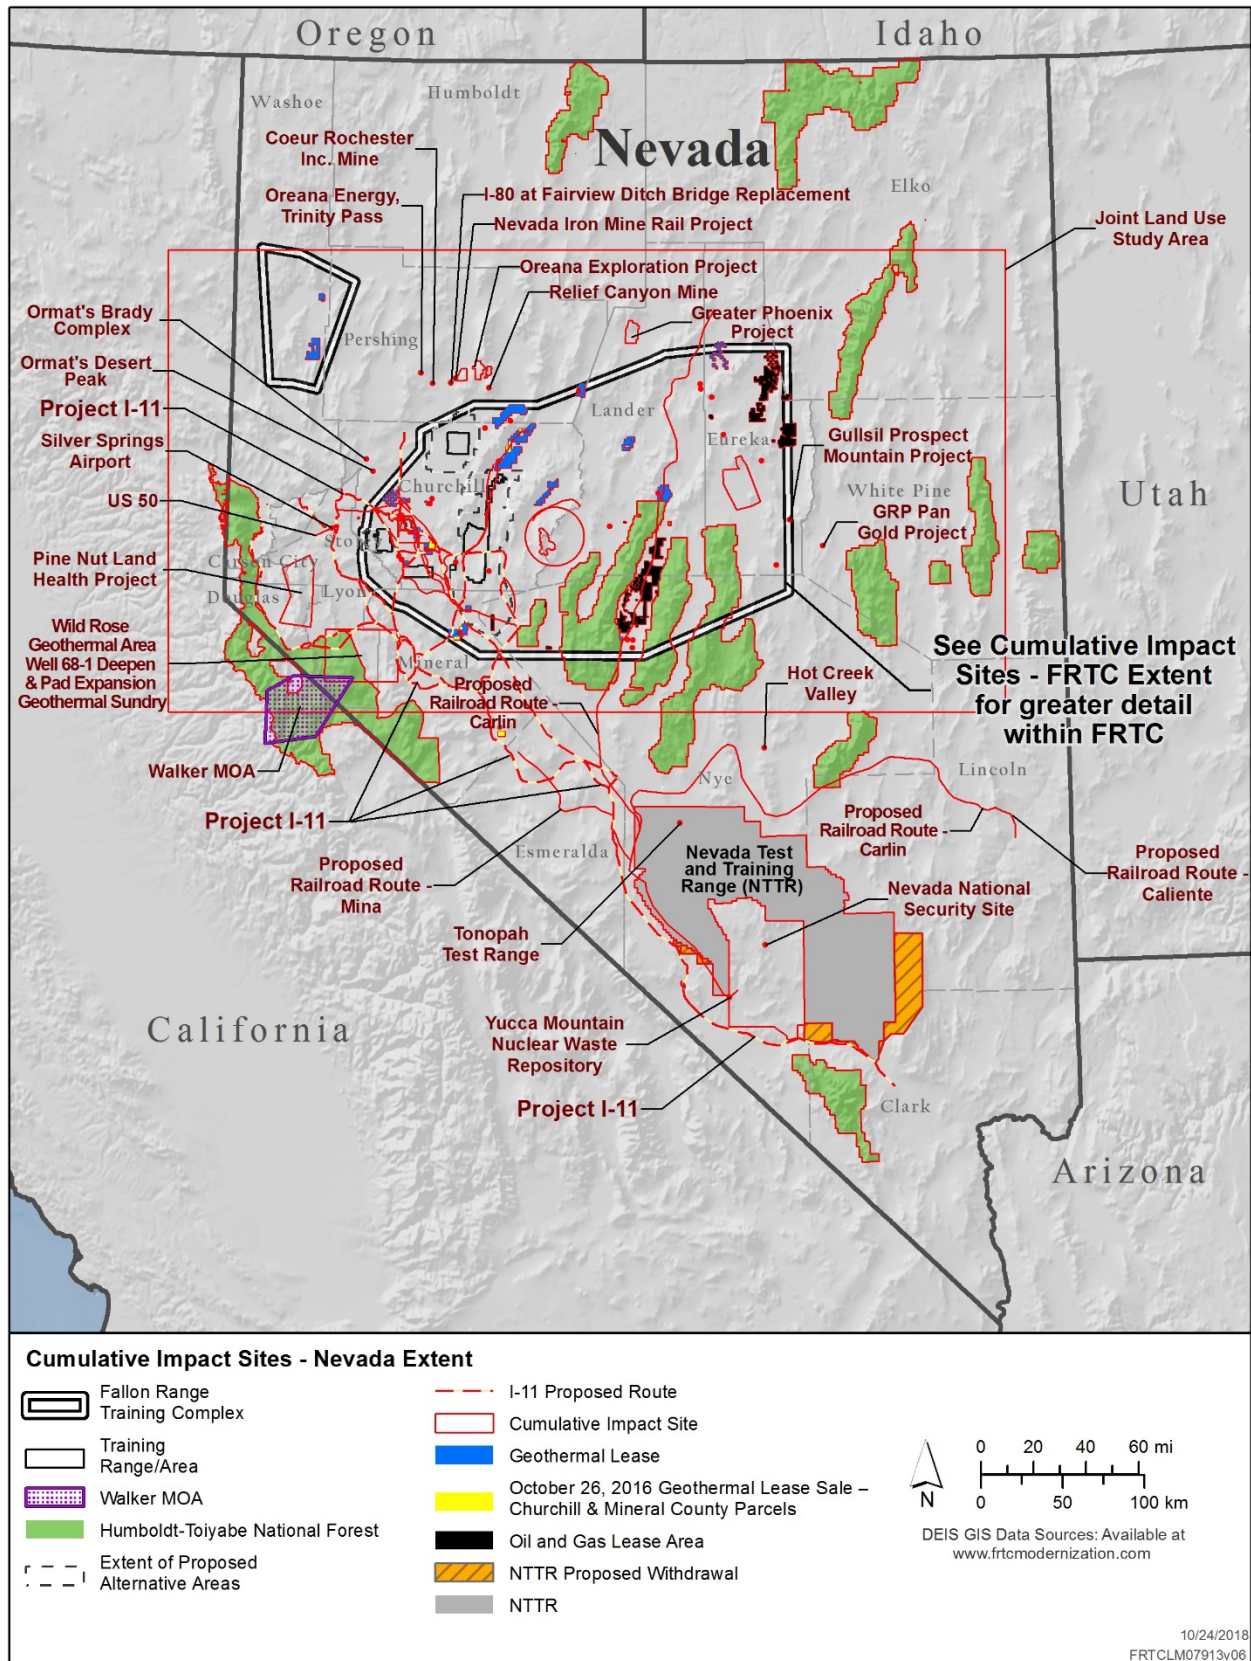 Oregon
Idaho
Washoe
Humboldt
Coeur Rochester
Inc. Mine
Nevada
Oreana Energy,
Trinity Pass
I-80 at Fairview Ditch Bridge Replacement
Elko
Nevada Iron Mine Rail Project
Joint Land Use
Study Area
Oreana Exploration Project
Relief Canyon Mine
Ormat's Brady
Complex
Greater Phoenix
Project
Pershing
Ormat's Desert
Peak
Project I-11
Lander
Silver Springs
Airport
Eureka
Gullsil Prospect
Mountain Project
Churchill
White Pine
Utah
US 50
GRP Pan
Gold Project
Storey
Carson City
Pine Nut Land
Health Project
Douglas
Lyon
Wild Rose
Geothermal Area
Well 68-1 Deepen
& Pad Expansion
Geothermal Sundry
See Cumulative Impact
Sites - FRTC Extent
for greater detail
within FRTC
Mineral
Proposed
Railroad Route -
Carlin
Hot Creek
Valley
Walker MOA
Nye
Lincoln
Project I-11
Proposed
Railroad Route -
Carlin
Esmeralda
Proposed
Railroad Route -
Mina
Nevada Test
and Training
Range (NTTR)
Proposed
Railroad Route -
Caliente
Nevada National
Security Site
Tonopah
Test Range
California
Yucca Mountain
Nuclear Waste
Repository
Project I-11
Clark
Arizona
Cumulative Impact Sites - Nevada Extent
Fallon Range
Training Complex
Training
Range/Area
Walker MOA
Humboldt-Toiyabe National Forest
Extent of Proposed
Alternative Areas
I-11 Proposed Route
Cumulative Impact Site
Geothermal Lease
October 26, 2016 Geothermal Lease Sale –
Churchill & Mineral County Parcels
Oil and Gas Lease Area
NTTR Proposed Withdrawal
NTTR
N
0 20 40 60 mi
0 50 100 km
DEIS GIS Data Sources: Available at
www.frtcmodernization.com
10/24/2018
FRTCLM07913v06